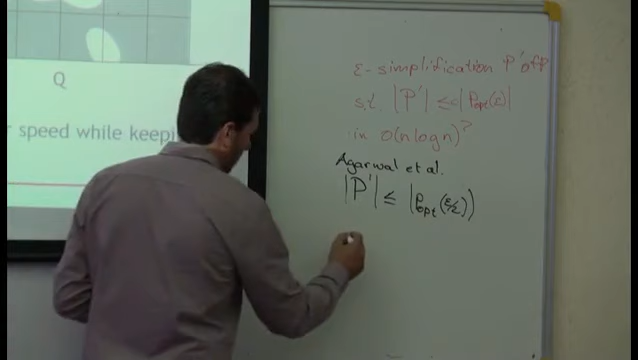 Q
speed while keepi
ε-simplification P' of P
s.t. |P'| ≤ c|P_opt(ε)|
in O(n log n)?
Agarwal et al.
|P'| ≤ |P_opt(ε/2)|